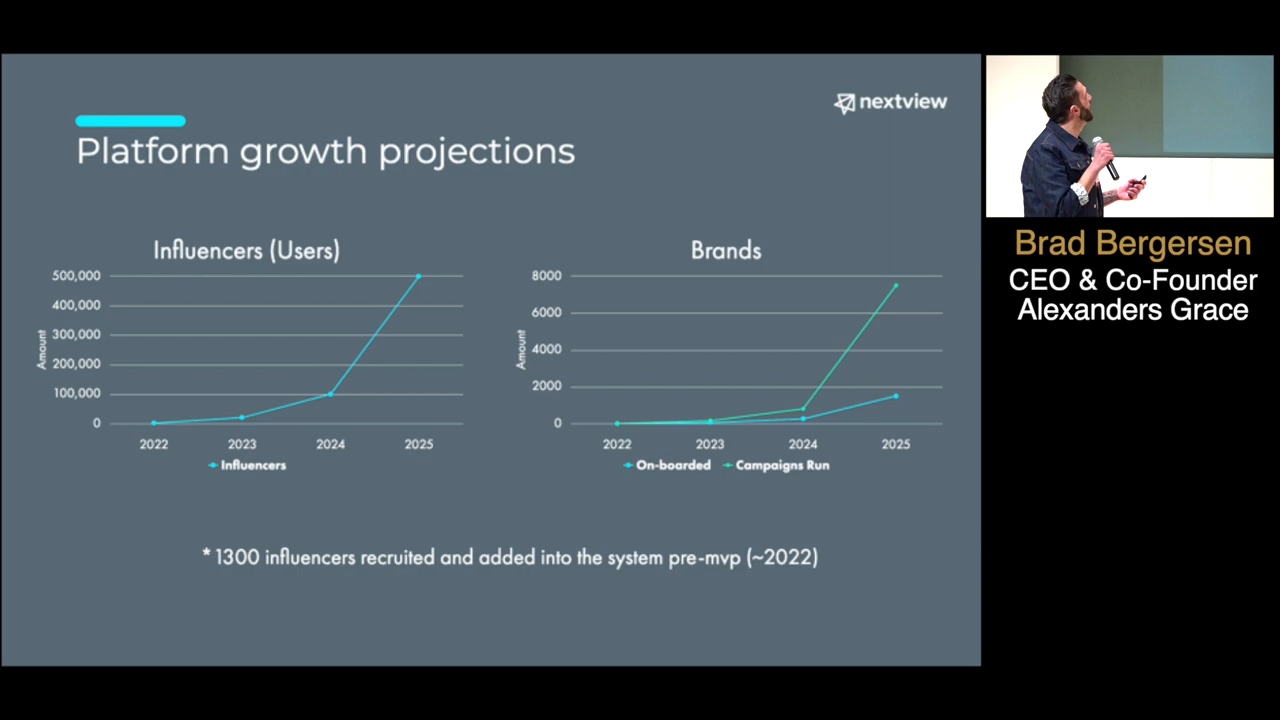 nextview
Platform growth projections
Influencers (Users)
500,000
400,000
300,000
200,000
100,000
0
Amount
2022 2023 2024 2025
Influencers
Brands
8000
6000
4000
2000
0
Amount
2022 2023 2024 2025
On-boarded Campaigns Run
* 1300 influencers recruited and added into the system pre-mvp (~2022)
Brad Bergersen
CEO & Co-Founder
Alexanders Grace